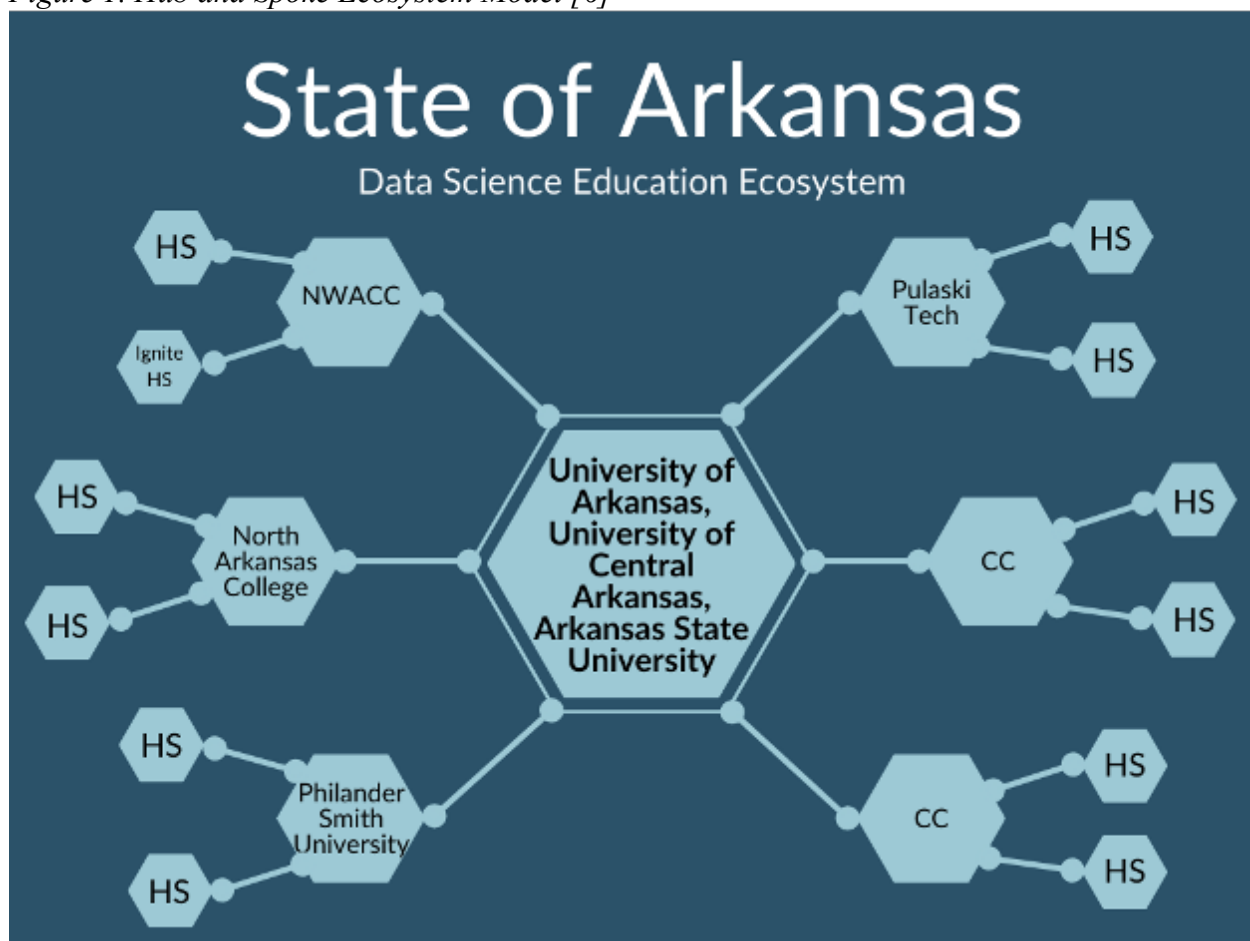 Figure 1: Hub and Spoke Ecosystem Model [6]
State of Arkansas
Data Science Education Ecosystem
HS
NWACC
Ignite
HS
Pulaski
Tech
HS
HS
HS
North
Arkansas
College
HS
University of
Arkansas,
University of
Central
Arkansas,
Arkansas State
University
CC
HS
HS
HS
Philander
Smith
University
HS
CC
HS
HS